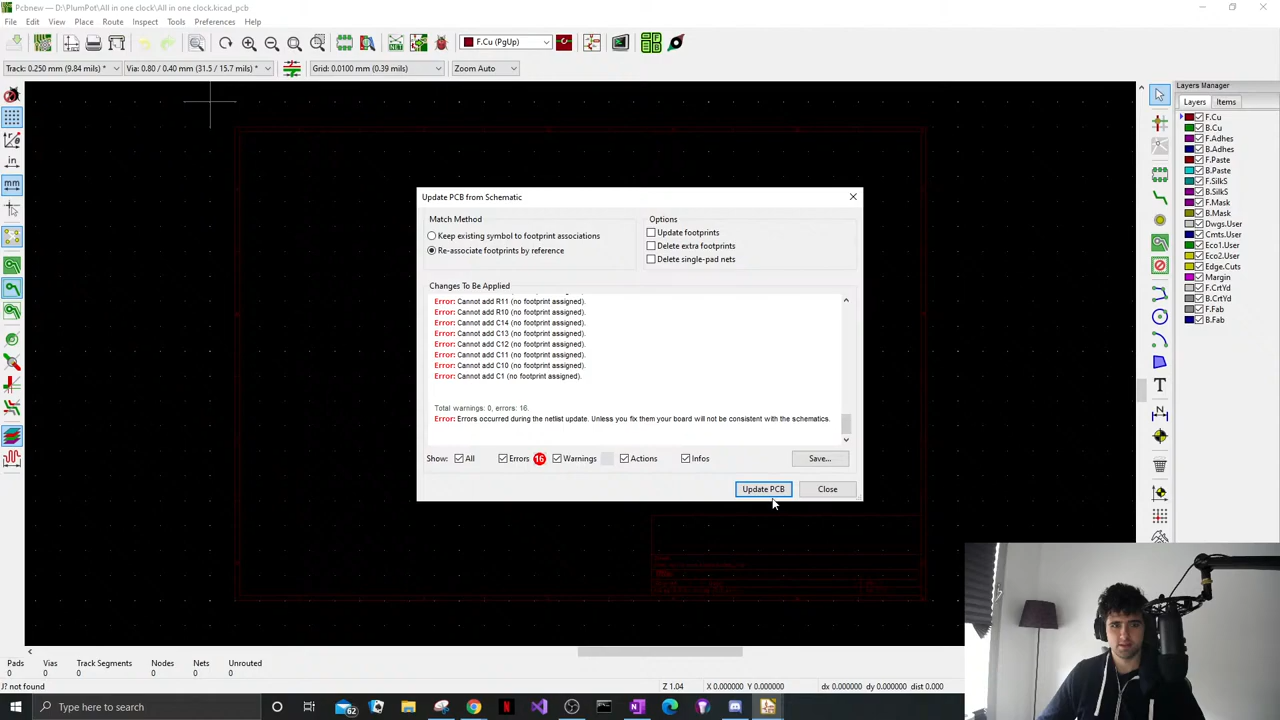 Pcbnew — D:\PlumPot\All in one clock\All in one clock.kicad_pcb
File Edit View Place Route Inspect Tools Preferences Help
F.Cu (PgUp)
Track: 0.250 mm (9.84 mils) * Via: 0.80 / 0.40 mm (31.5 / 15.7 mils) * Grid: 0.0100 mm (0.39 mils) Zoom Auto
Layers Manager
Layers Items
F.Cu
B.Cu
F.Adhes
B.Adhes
F.Paste
B.Paste
F.SilkS
B.SilkS
F.Mask
B.Mask
Dwgs.User
Cmts.User
Eco1.User
Eco2.User
Edge.Cuts
Margin
F.CrtYd
B.CrtYd
F.Fab
B.Fab
in
mm
Update PCB from Schematic
Match Method
Keep existing symbol to footprint associations
Re-associate footprints by reference
Options
Update footprints
Delete extra footprints
Delete single-pad nets
Changes To Be Applied
Error: Cannot add R11 (no footprint assigned).
Error: Cannot add R10 (no footprint assigned).
Error: Cannot add C14 (no footprint assigned).
Error: Cannot add C13 (no footprint assigned).
Error: Cannot add C12 (no footprint assigned).
Error: Cannot add C11 (no footprint assigned).
Error: Cannot add C10 (no footprint assigned).
Error: Cannot add C1 (no footprint assigned).
Total warnings: 0, errors: 16.
Error: Errors occurred during the netlist update. Unless you fix them your board will not be consistent with the schematics.
Show: All Errors 16 Warnings Actions Infos Save...
Update PCB Close
Pads Vias Track Segments Nodes Nets Unrouted
0 0 0 0 0 0
J? not found Z 1.04 X 0.000000 Y 0.000000 dx 0.000000 dy 0.000000 dist 0.000
Type here to search